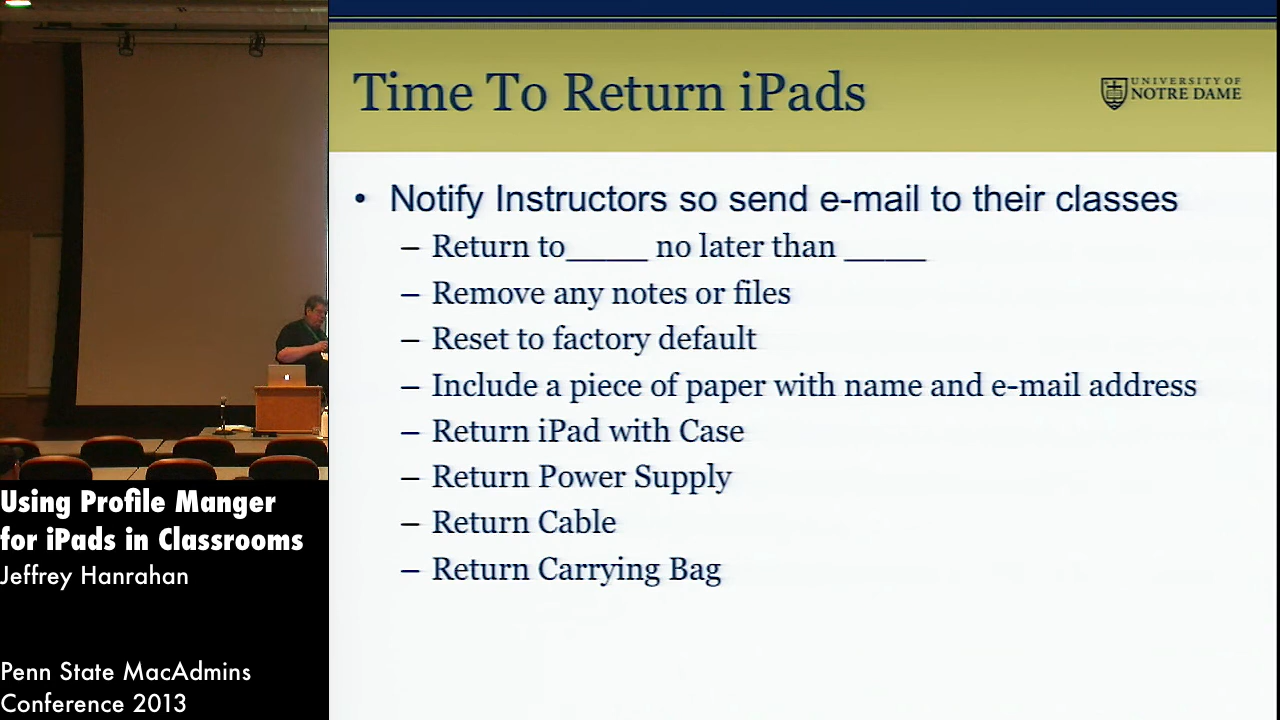 Time To Return iPads
UNIVERSITY OF
NOTRE DAME
• Notify Instructors so send e-mail to their classes
– Return to____ no later than ____
– Remove any notes or files
– Reset to factory default
– Include a piece of paper with name and e-mail address
– Return iPad with Case
– Return Power Supply
– Return Cable
– Return Carrying Bag
Using Profile Manger
for iPads in Classrooms
Jeffrey Hanrahan
Penn State MacAdmins
Conference 2013